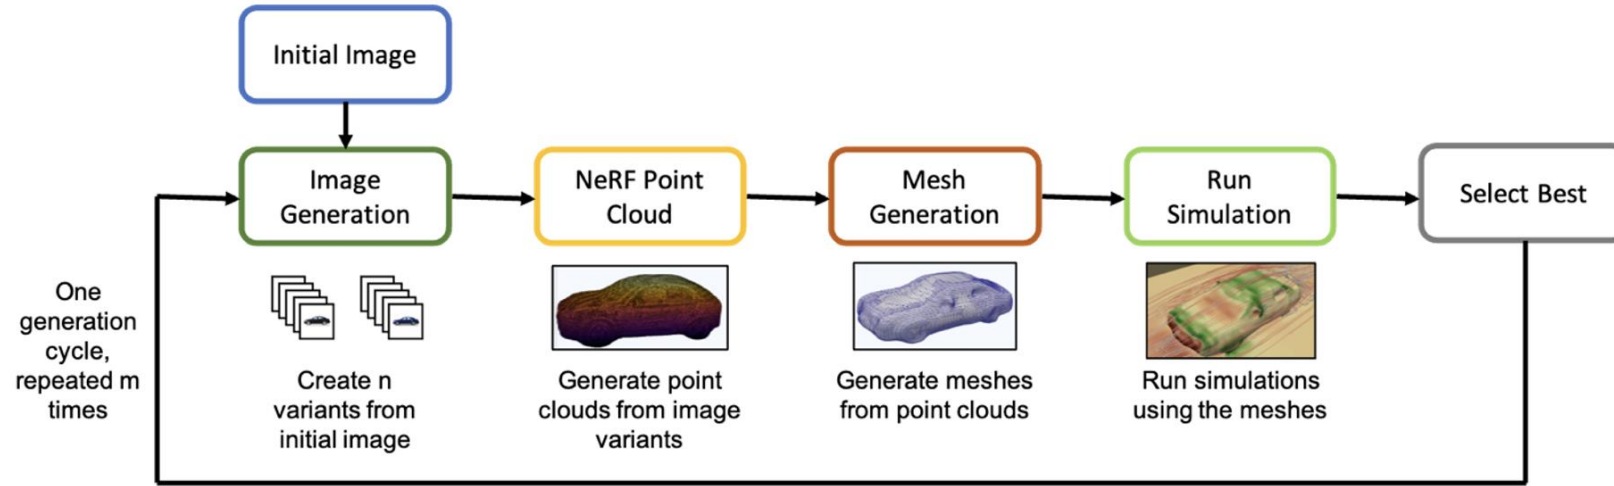 Initial Image
Image
Generation
NeRF Point
Cloud
Mesh
Generation
Run
Simulation
Select Best
One
generation
cycle,
repeated m
times
Create n
variants from
initial image
Generate point
clouds from image
variants
Generate meshes
from point clouds
Run simulations
using the meshes